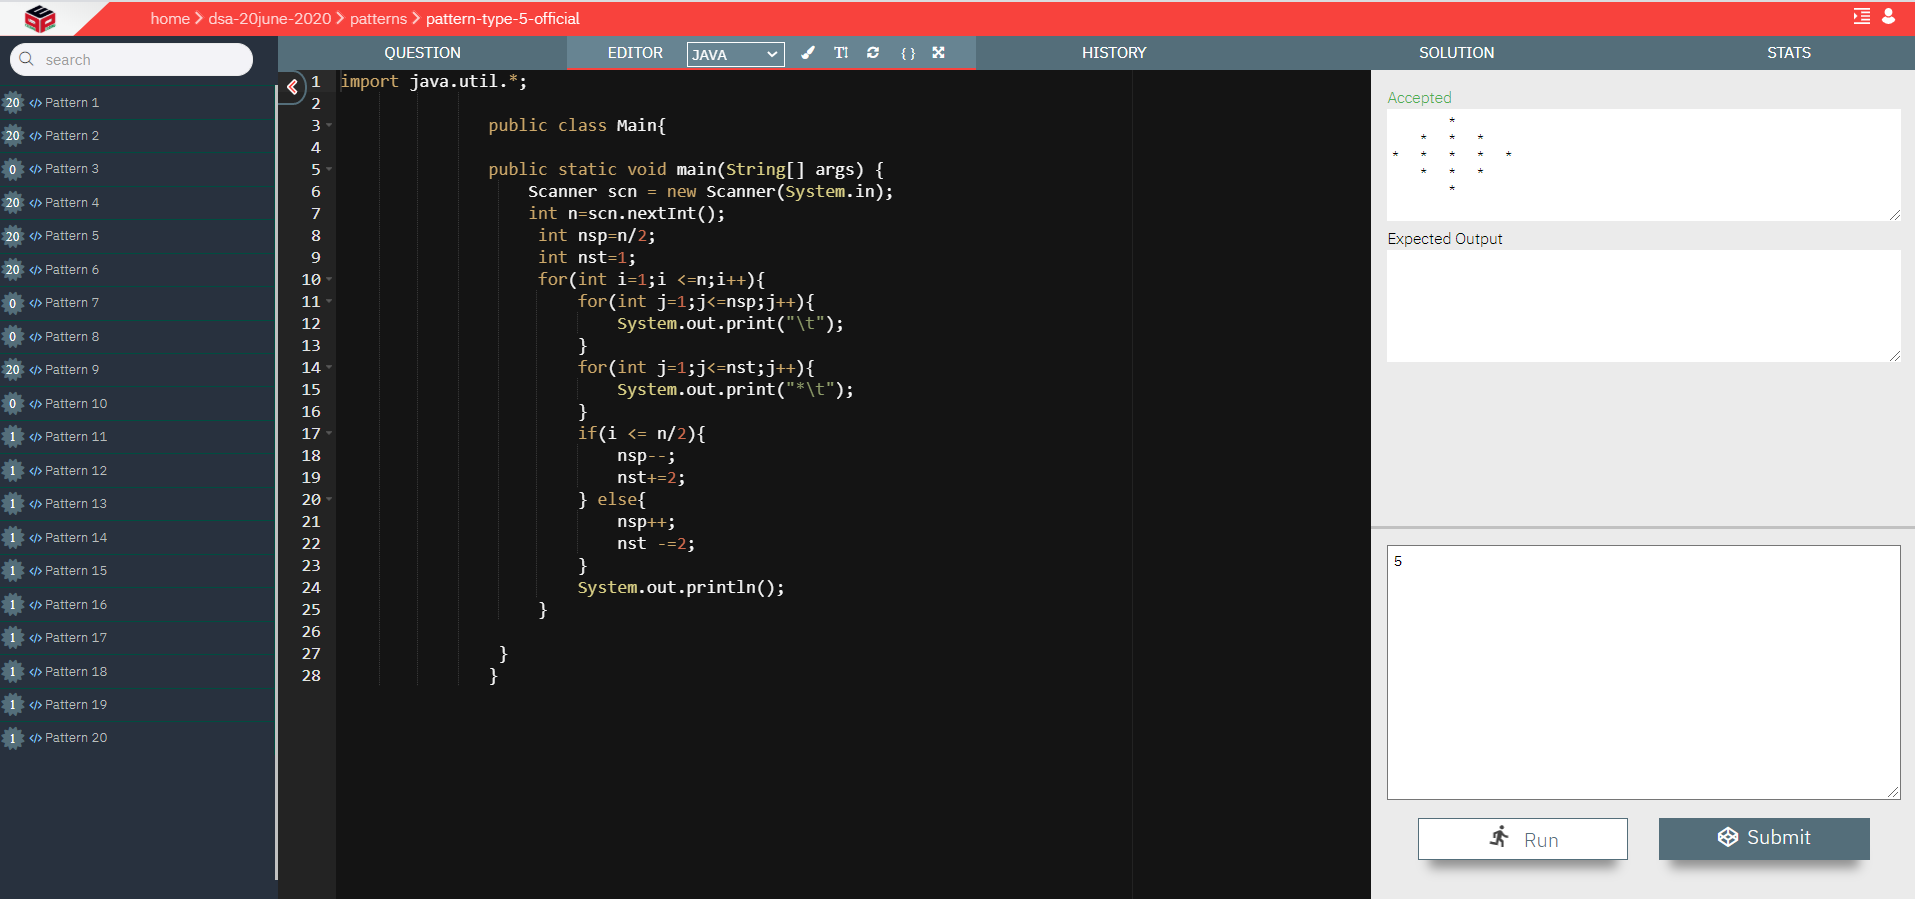 home > dsa-20june-2020 > patterns > pattern-type-5-official
search
QUESTION
EDITOR JAVA
TI { }
HISTORY
SOLUTION
STATS
20 </> Pattern 1
20 </> Pattern 2
0 </> Pattern 3
20 </> Pattern 4
20 </> Pattern 5
20 </> Pattern 6
0 </> Pattern 7
0 </> Pattern 8
20 </> Pattern 9
0 </> Pattern 10
1 </> Pattern 11
1 </> Pattern 12
1 </> Pattern 13
1 </> Pattern 14
1 </> Pattern 15
1 </> Pattern 16
1 </> Pattern 17
1 </> Pattern 18
1 </> Pattern 19
1 </> Pattern 20
1 import java.util.*;
2
3 public class Main{
4
5 public static void main(String[] args) {
6 Scanner scn = new Scanner(System.in);
7 int n=scn.nextInt();
8 int nsp=n/2;
9 int nst=1;
10 for(int i=1;i <=n;i++){
11 for(int j=1;j<=nsp;j++){
12 System.out.print("\t");
13 }
14 for(int j=1;j<=nst;j++){
15 System.out.print("*\t");
16 }
17 if(i <= n/2){
18 nsp--;
19 nst+=2;
20 } else{
21 nsp++;
22 nst -=2;
23 }
24 System.out.println();
25 }
26
27 }
28 }
Accepted
*
* * *
* * * * *
* * *
*
Expected Output
5
Run
Submit